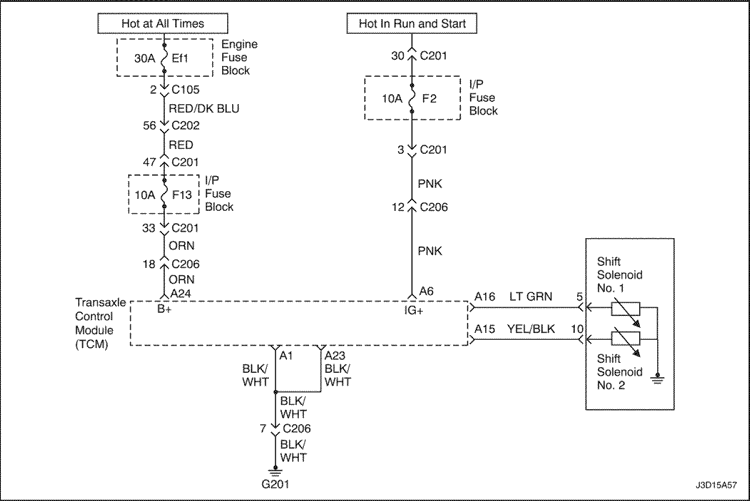 Hot at All Times
Hot In Run and Start
30A Ef1
Engine
Fuse
Block
30 C201
2 C105
RED/DK BLU
10A F2
I/P
Fuse
Block
56 C202
RED
47 C201
3 C201
10A F13
I/P
Fuse
Block
PNK
33 C201
12 C206
ORN
18 C206
PNK
ORN
A24
A6
Transaxle
Control
Module
(TCM)
B+
IG+
A16 LT GRN 5
A15 YEL/BLK 10
Shift
Solenoid
No. 1
Shift
Solenoid
No. 2
A1
A23
BLK/
WHT
BLK/
WHT
BLK/
WHT
7 C206
BLK/
WHT
G201
J3D15A57